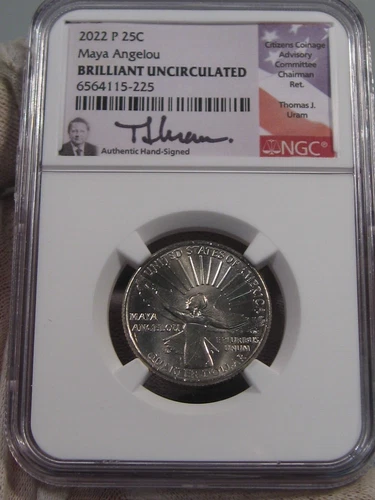 2022 P 25C
Maya Angelou
BRILLIANT UNCIRCULATED
6564115-225
Authentic Hand-Signed
Citizens Coinage
Advisory
Committee
Chairman
Ret.
Thomas J.
Uram
NGC
UNITED STATES OF AMERICA
MAYA
ANGELOU
E PLURIBUS
UNUM
QUARTER DOLLAR